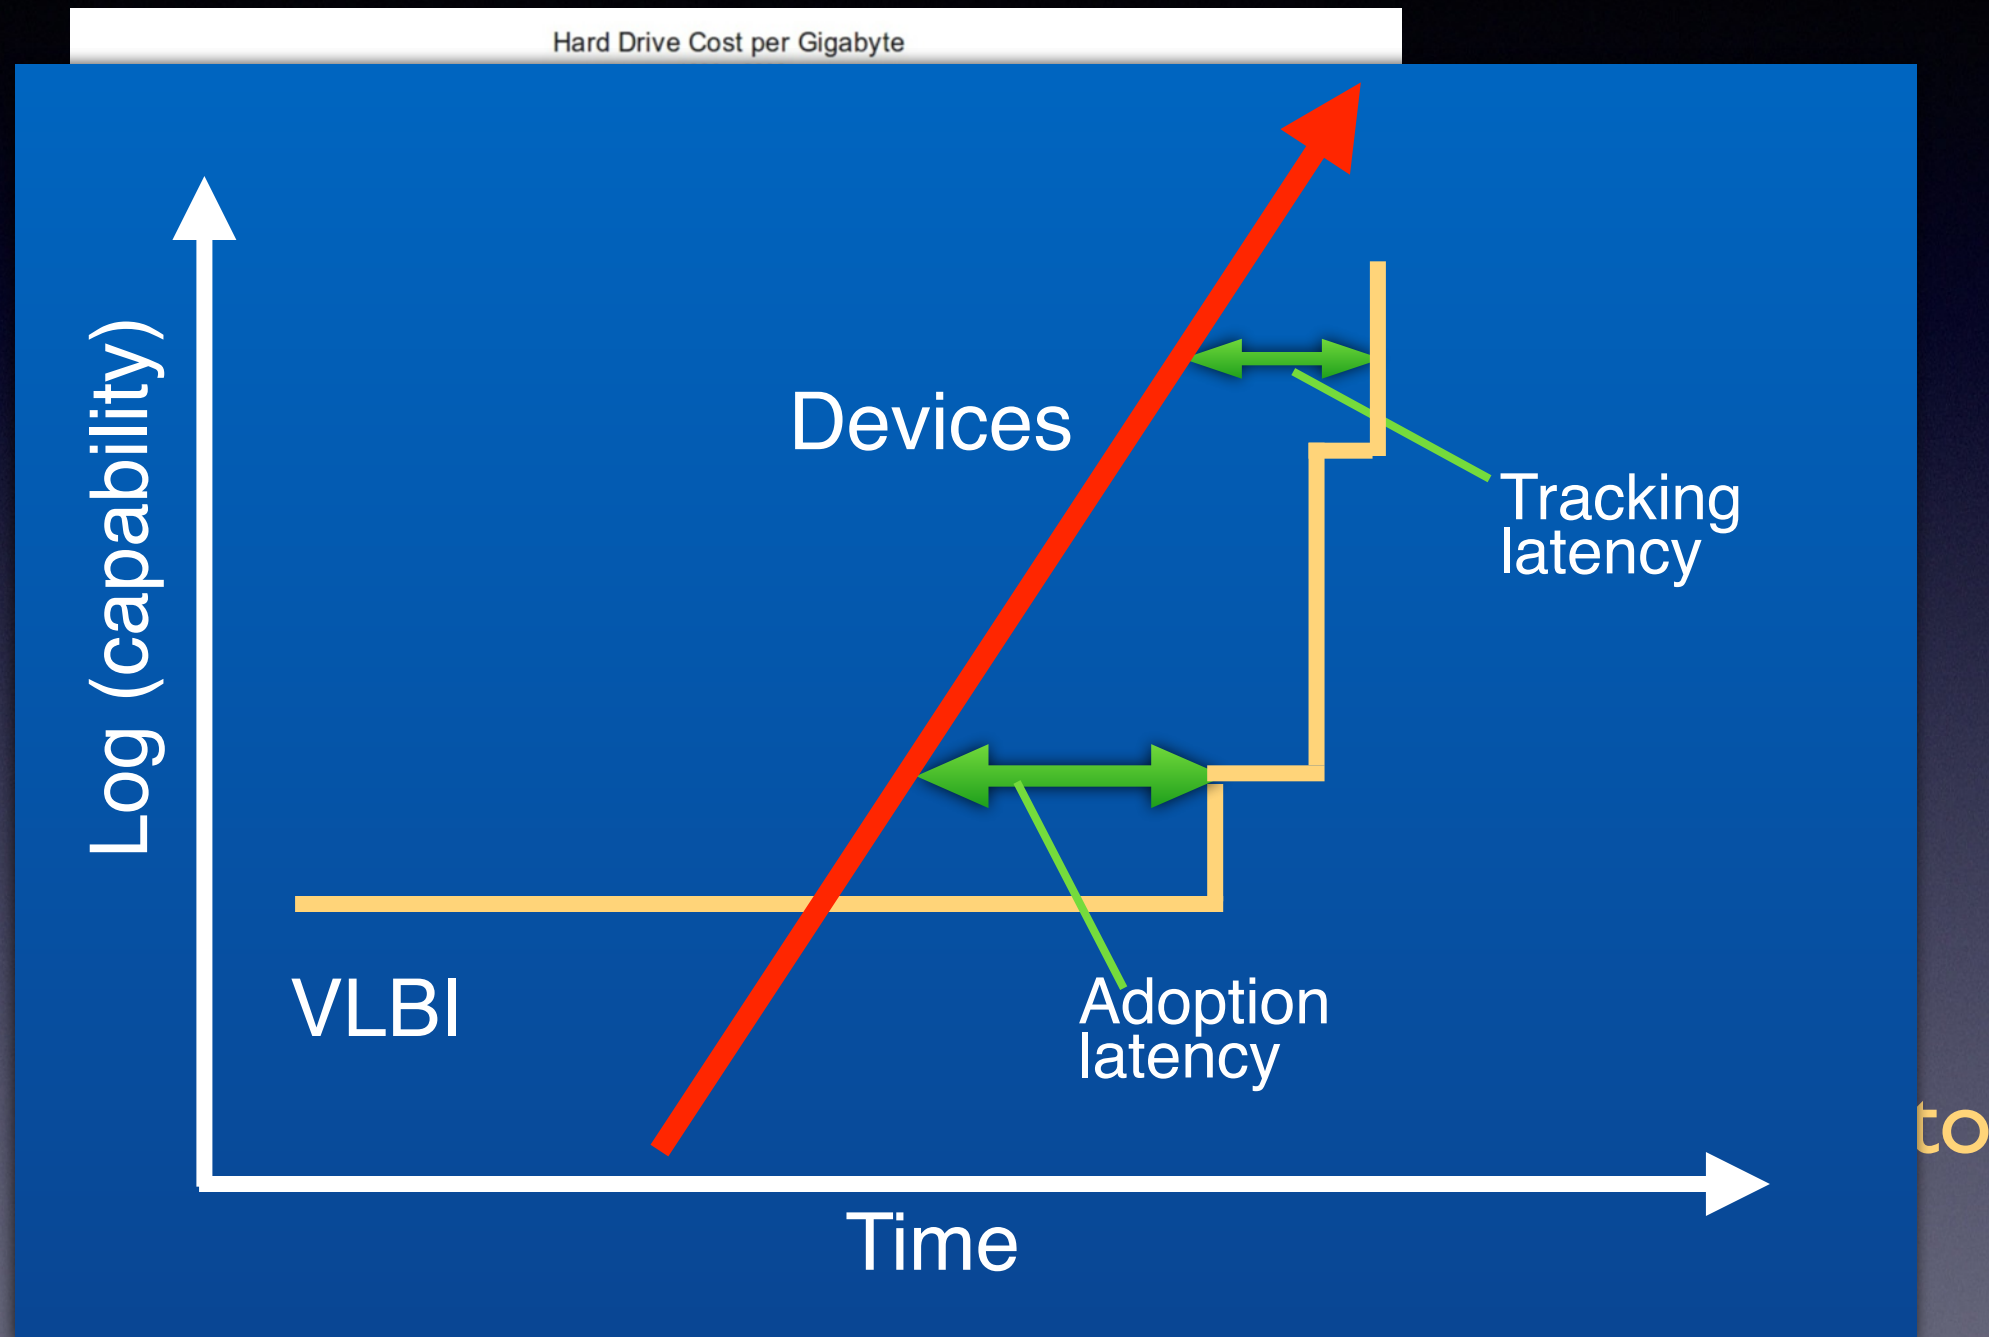 Hard Drive Cost per Gigabyte
Log (capability)
Devices
Tracking
latency
VLBI
Adoption
latency
to
Time